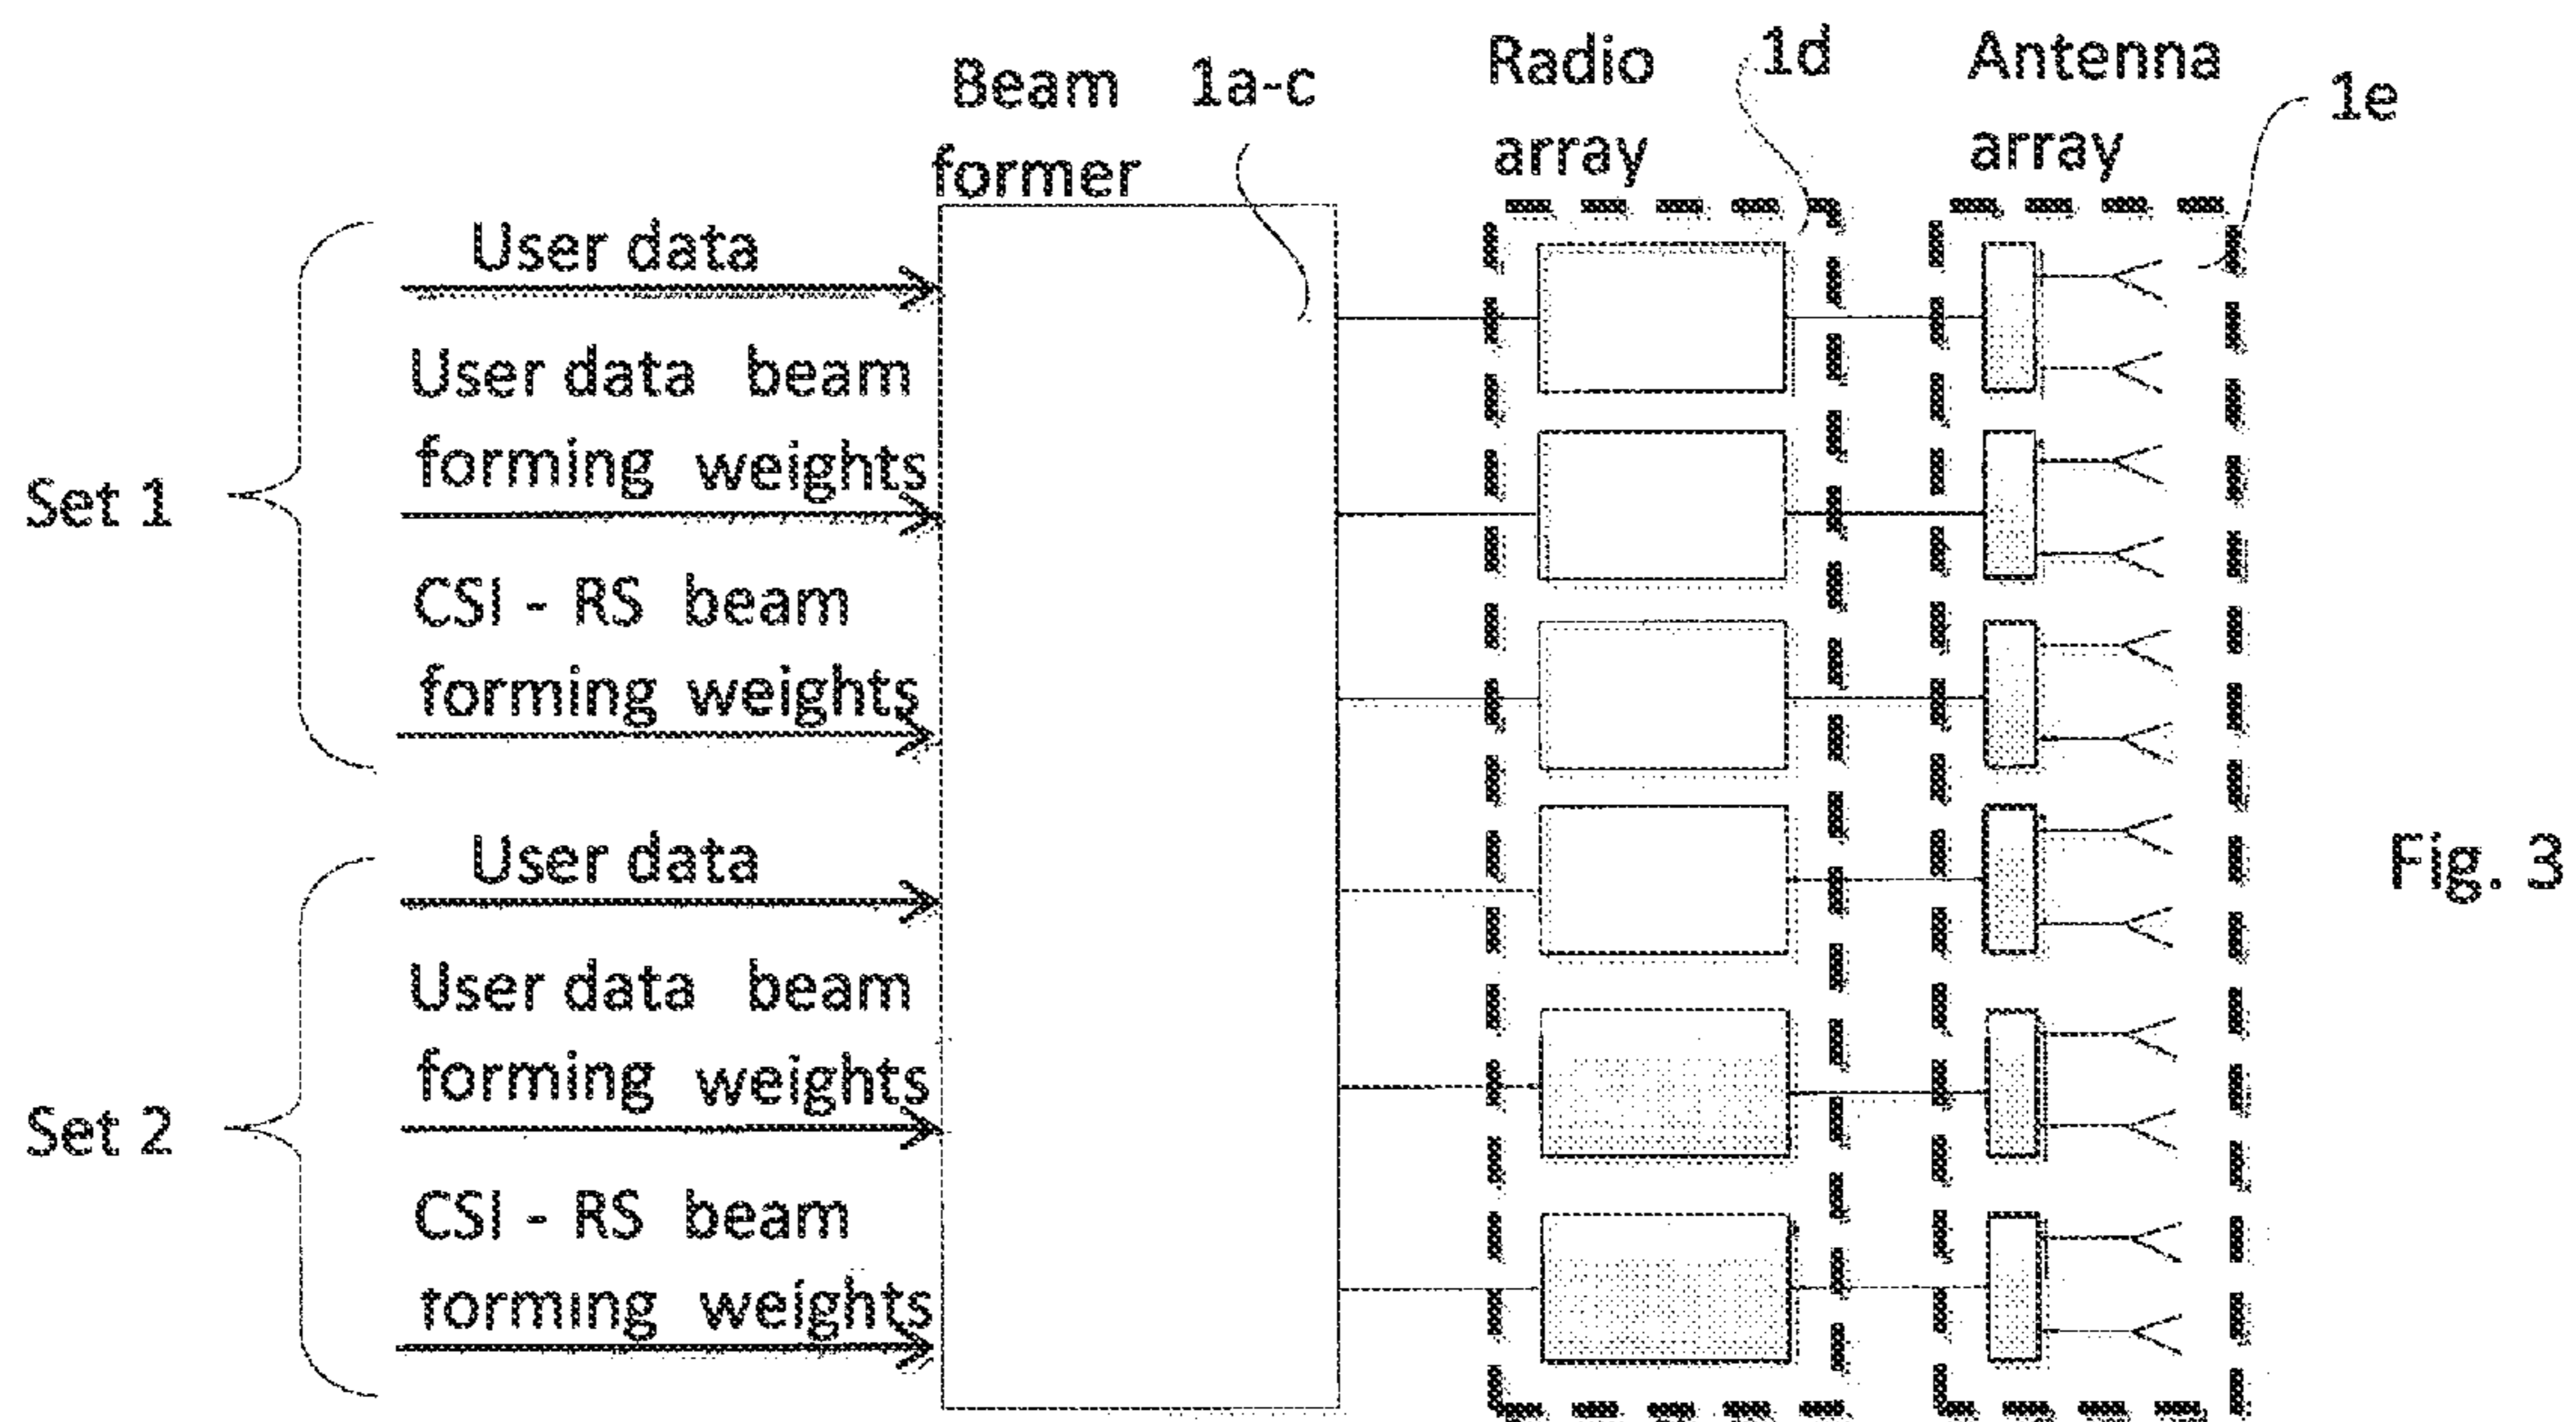 Beam
former
1a-c
Radio
array
1d
Antenna
array
1e
Set 1
User data
User data beam
forming weights
CSI - RS beam
forming weights
Set 2
User data
User data beam
forming weights
CSI - RS beam
forming weights
Fig. 3